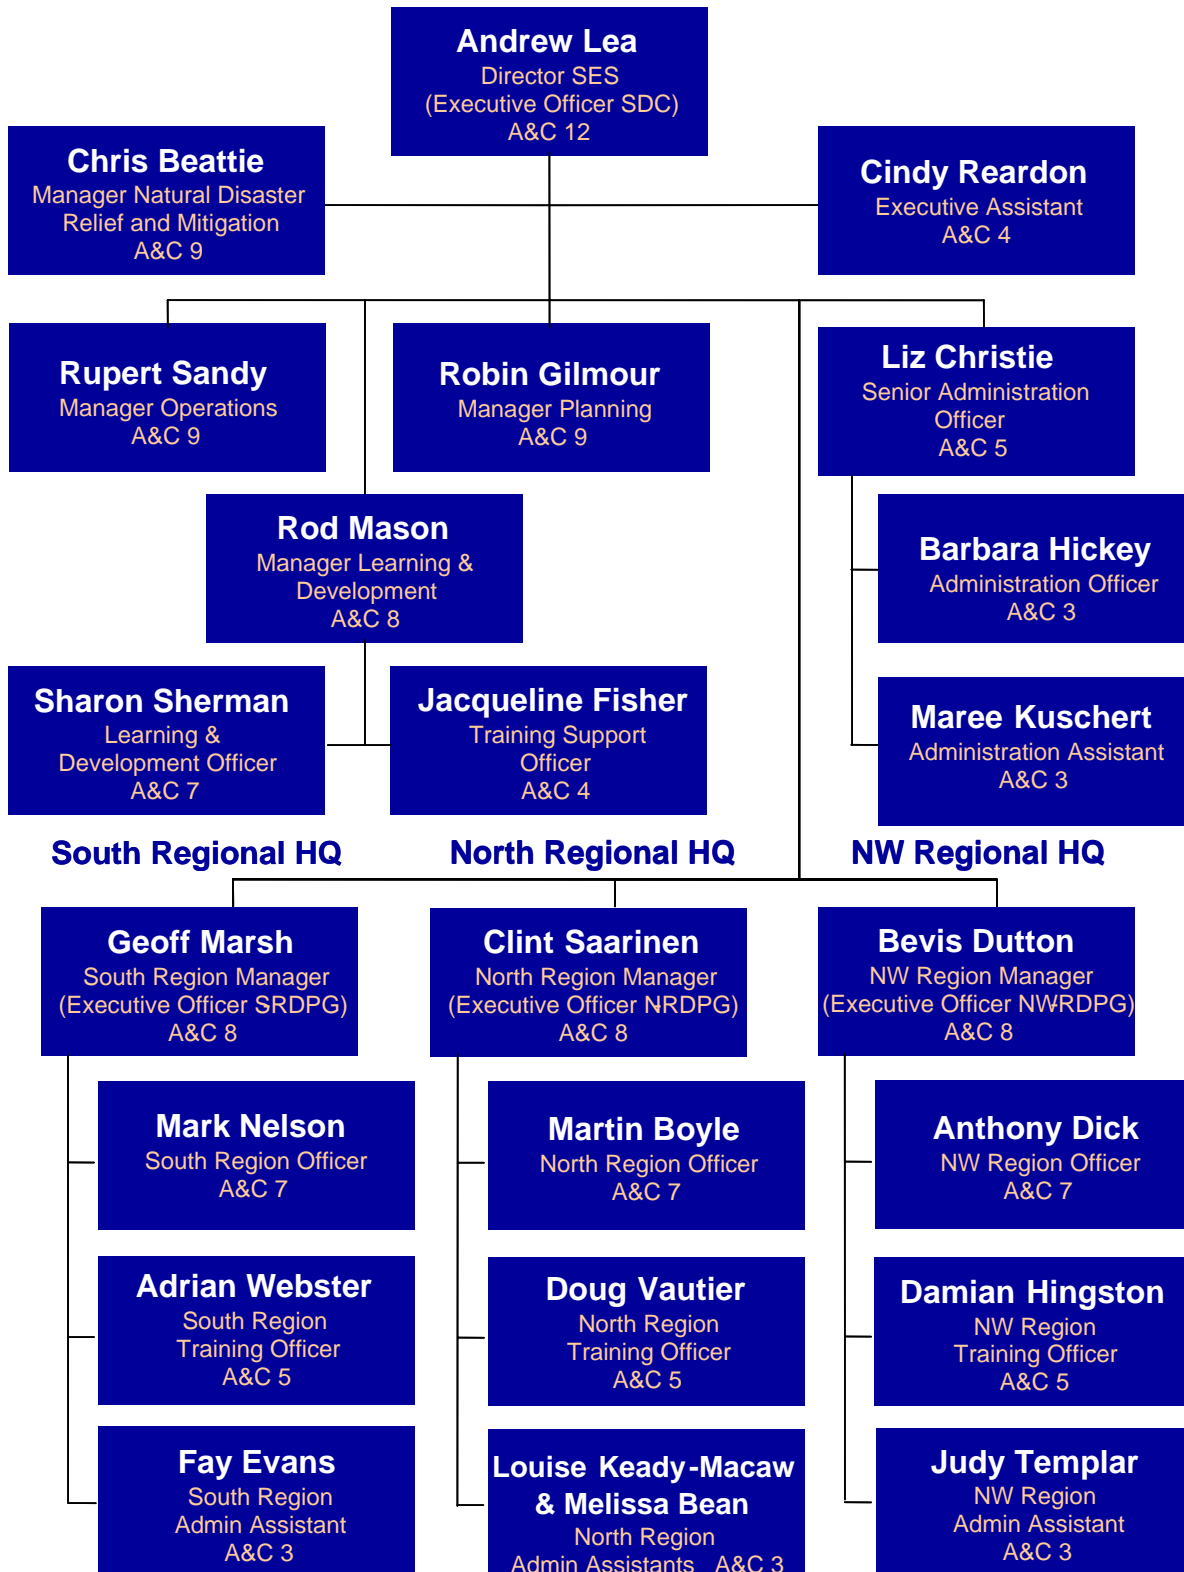 Andrew Lea
Director SES
(Executive Officer SDC)
A&C 12
Chris Beattie
Manager Natural Disaster
Relief and Mitigation
A&C 9
Cindy Reardon
Executive Assistant
A&C 4
Rupert Sandy
Manager Operations
A&C 9
Robin Gilmour
Manager Planning
A&C 9
Liz Christie
Senior Administration
Officer
A&C 5
Rod Mason
Manager Learning &
Development
A&C 8
Barbara Hickey
Administration Officer
A&C 3
Sharon Sherman
Learning &
Development Officer
A&C 7
Jacqueline Fisher
Training Support
Officer
A&C 4
Maree Kuschert
Administration Assistant
A&C 3
South Regional HQ
North Regional HQ
NW Regional HQ
Geoff Marsh
South Region Manager
(Executive Officer SRDPG)
A&C 8
Clint Saarinen
North Region Manager
(Executive Officer NRDPG)
A&C 8
Bevis Dutton
NW Region Manager
(Executive Officer NW-RDPG)
A&C 8
Mark Nelson
South Region Officer
A&C 7
Martin Boyle
North Region Officer
A&C 7
Anthony Dick
NW Region Officer
A&C 7
Adrian Webster
South Region
Training Officer
A&C 5
Doug Vautier
North Region
Training Officer
A&C 5
Damian Hingston
NW Region
Training Officer
A&C 5
Fay Evans
South Region
Admin Assistant
A&C 3
Louise Keady-Macaw
& Melissa Bean
North Region
Admin Assistants A&C 3
Judy Templar
NW Region
Admin Assistant
A&C 3